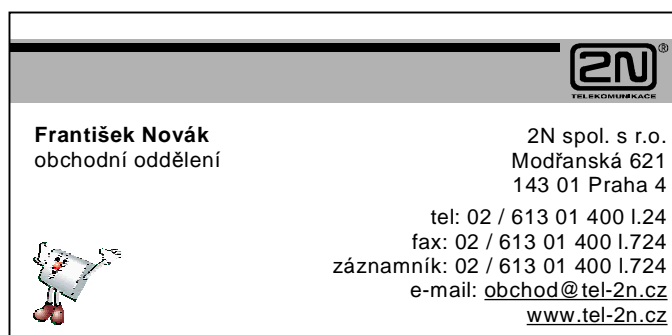 2N®
TELEKOMUNIKACE
František Novák
obchodní oddělení
2N spol. s r.o.
Modřanská 621
143 01 Praha 4
tel: 02 / 613 01 400 l.24
fax: 02 / 613 01 400 l.724
záznamník: 02 / 613 01 400 l.724
e-mail: obchod@tel-2n.cz
www.tel-2n.cz